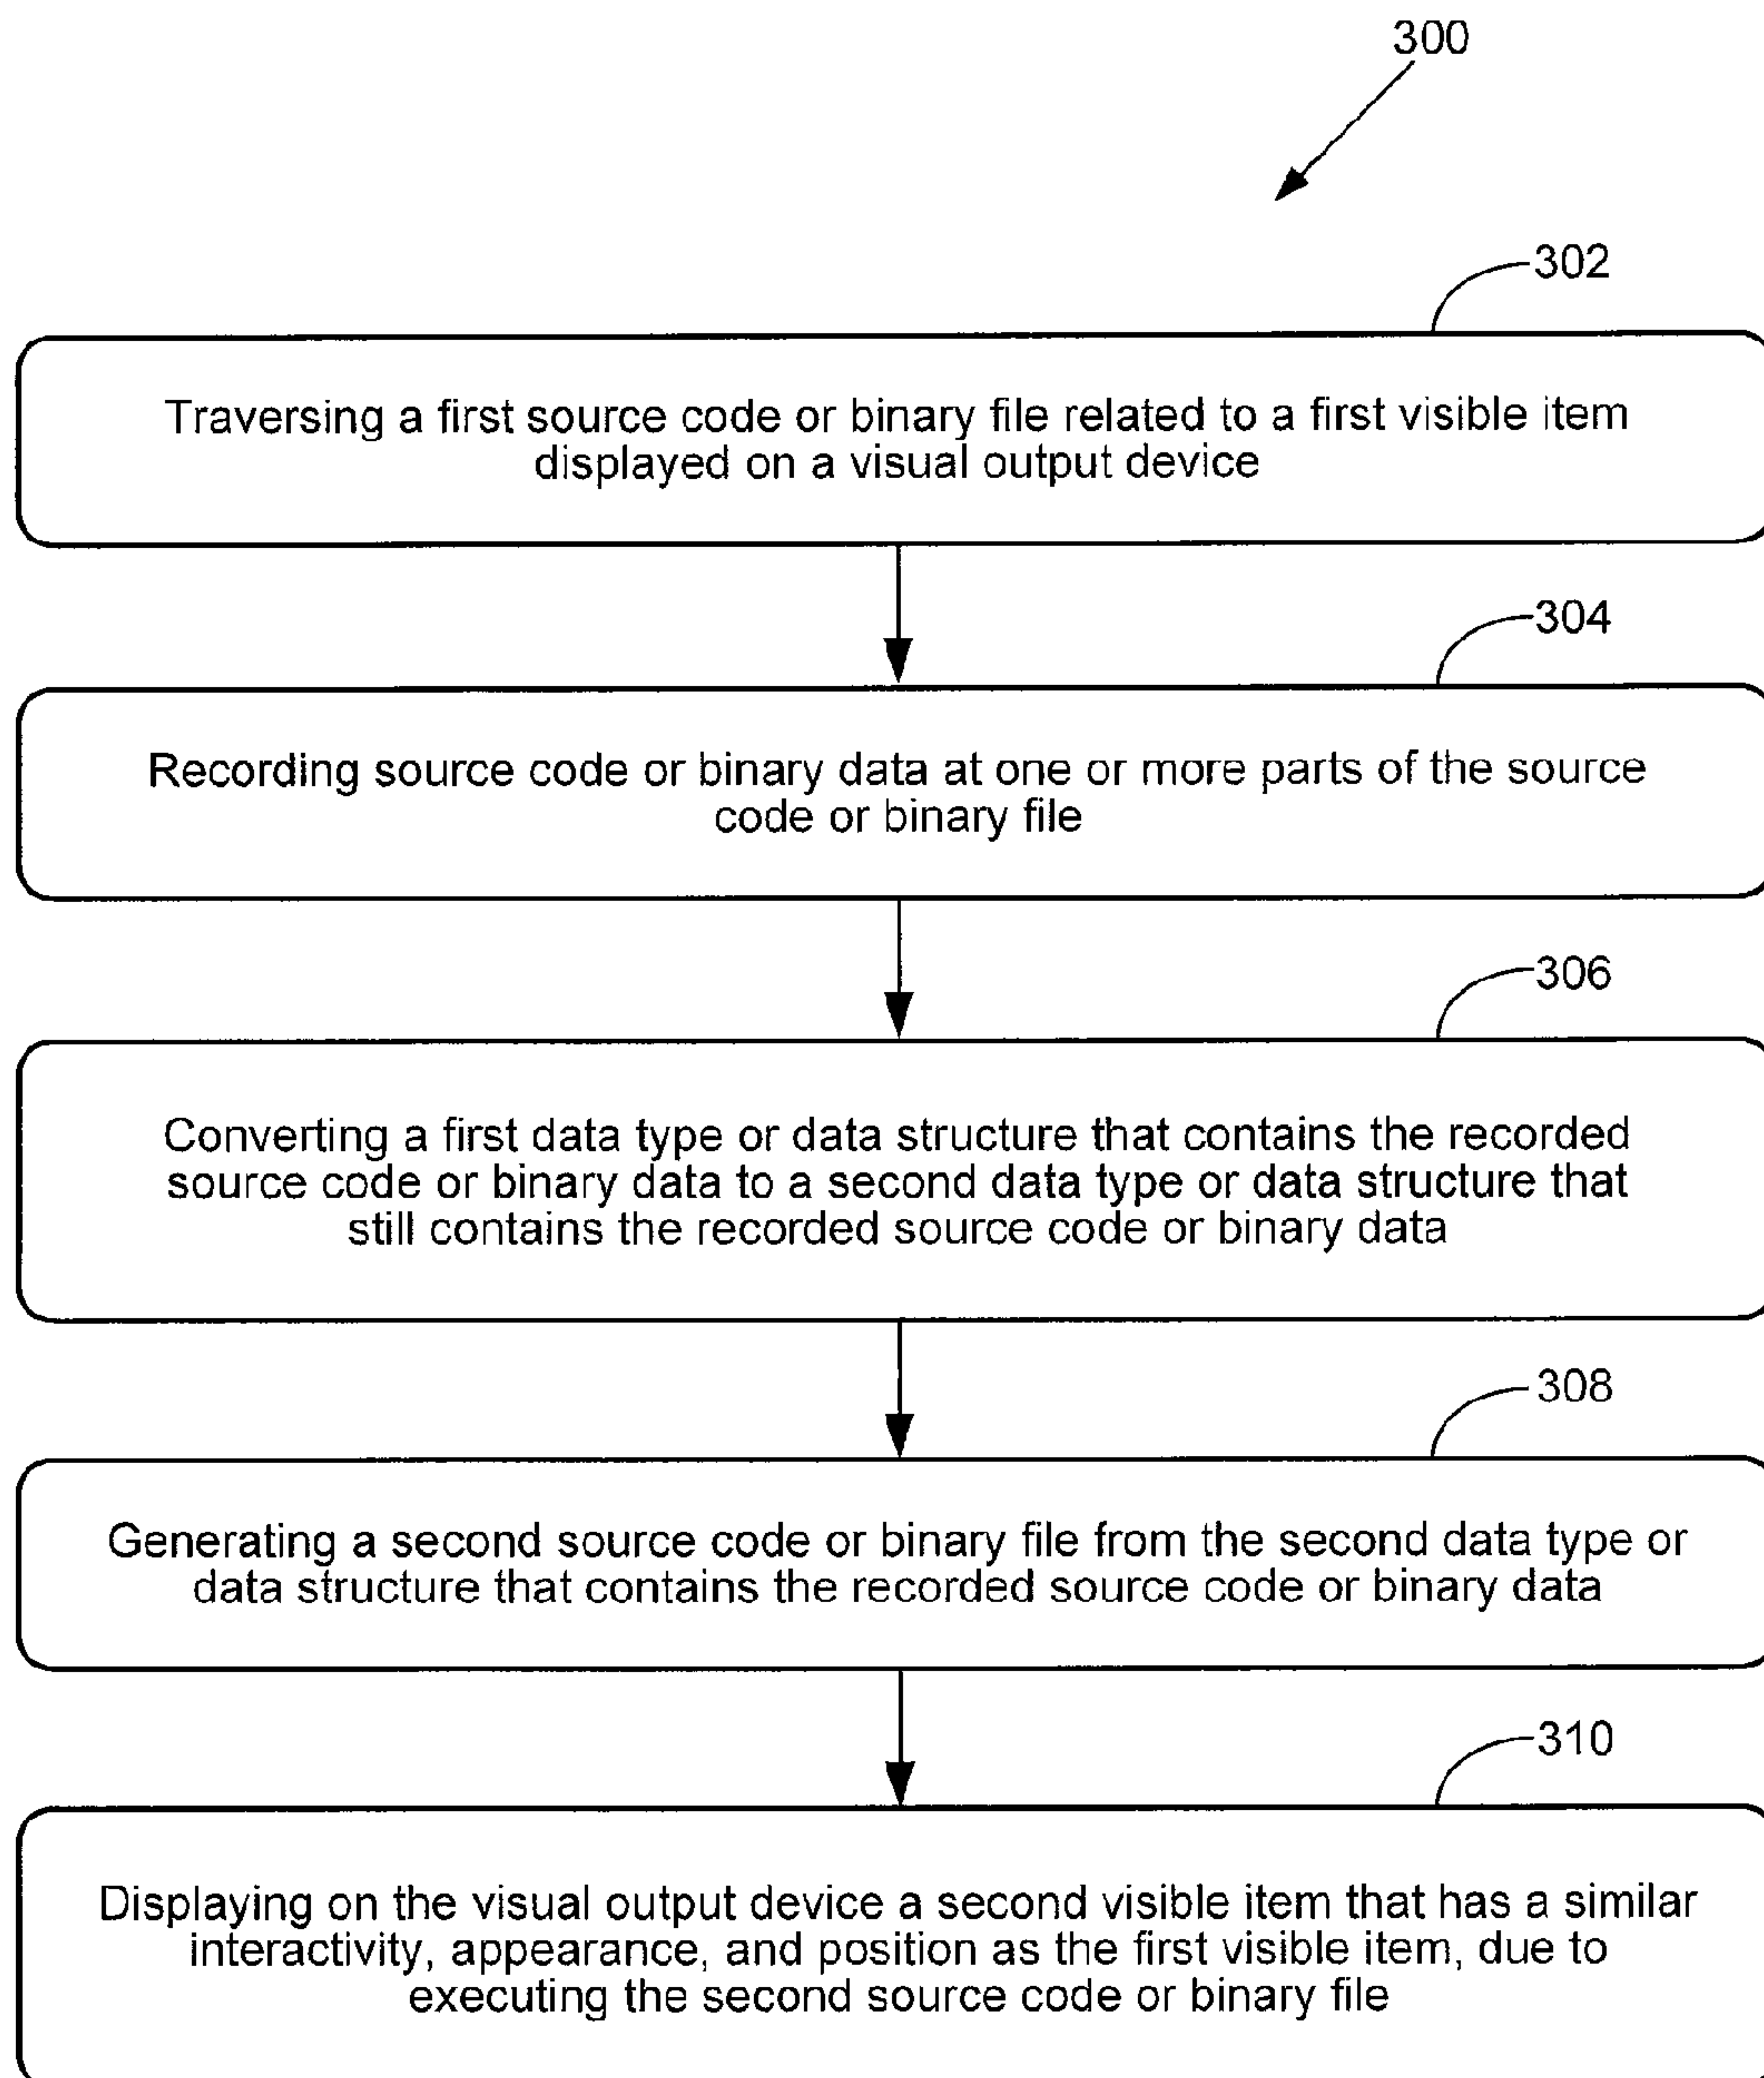 300
302
Traversing a first source code or binary file related to a first visible item
displayed on a visual output device
304
Recording source code or binary data at one or more parts of the source
code or binary file
306
Converting a first data type or data structure that contains the recorded
source code or binary data to a second data type or data structure that
still contains the recorded source code or binary data
308
Generating a second source code or binary file from the second data type or
data structure that contains the recorded source code or binary data
310
Displaying on the visual output device a second visible item that has a similar
interactivity, appearance, and position as the first visible item, due to
executing the second source code or binary file